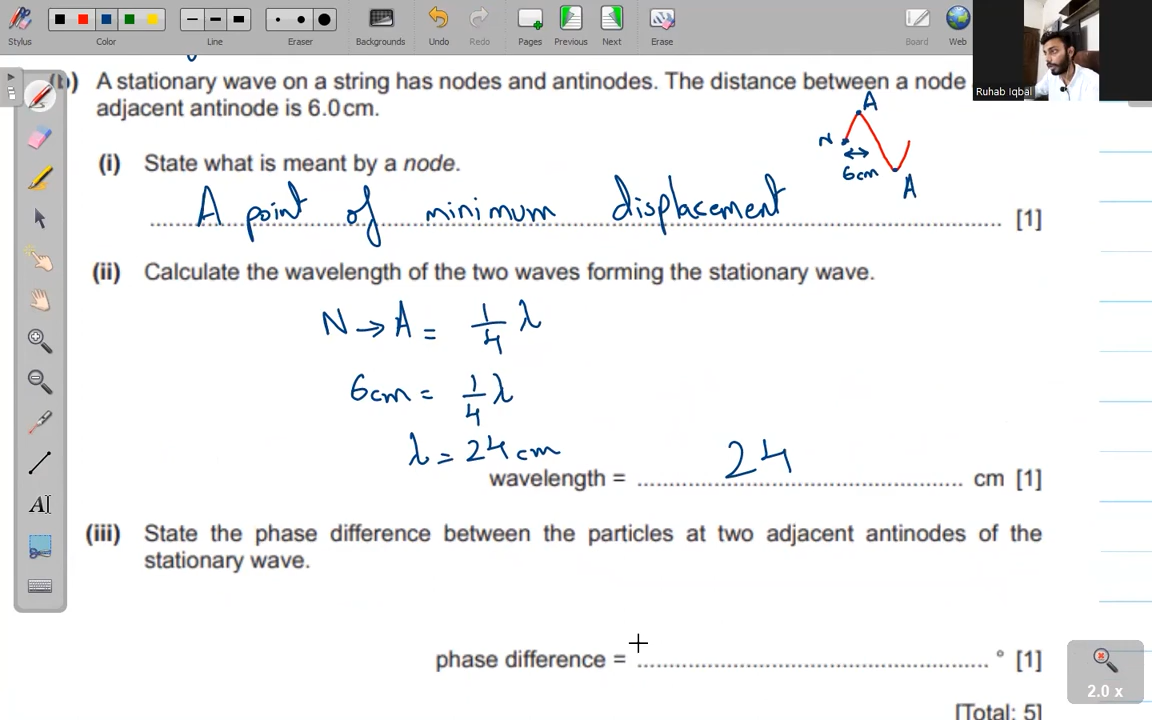 Stylus
Color
Line
Eraser
Backgrounds
Undo
Redo
Pages
Previous
Next
Erase
Board
Web
Ruhab Iqbal
(b) A stationary wave on a string has nodes and antinodes. The distance between a node
adjacent antinode is 6.0 cm.
A
N
6cm
A
(i) State what is meant by a node.
A point of minimum displacement [1]
(ii) Calculate the wavelength of the two waves forming the stationary wave.
N → A = 1/4 λ
6cm = 1/4 λ
λ = 24 cm
wavelength = 24 cm [1]
(iii) State the phase difference between the particles at two adjacent antinodes of the
stationary wave.
phase difference = ° [1]
[Total: 5]
2.0 x